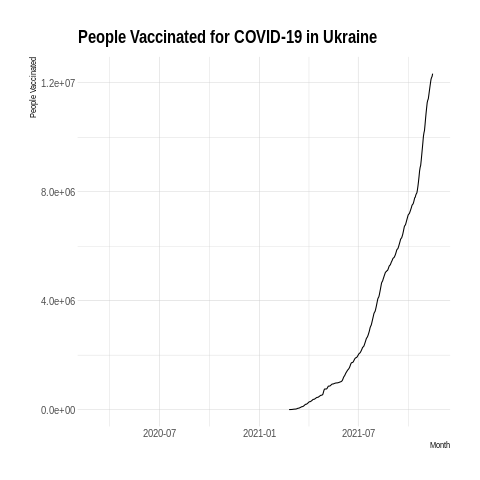 People Vaccinated for COVID-19 in Ukraine
People Vaccinated
1.2e+07
8.0e+06
4.0e+06
0.0e+00
2020-07
2021-01
2021-07
Month